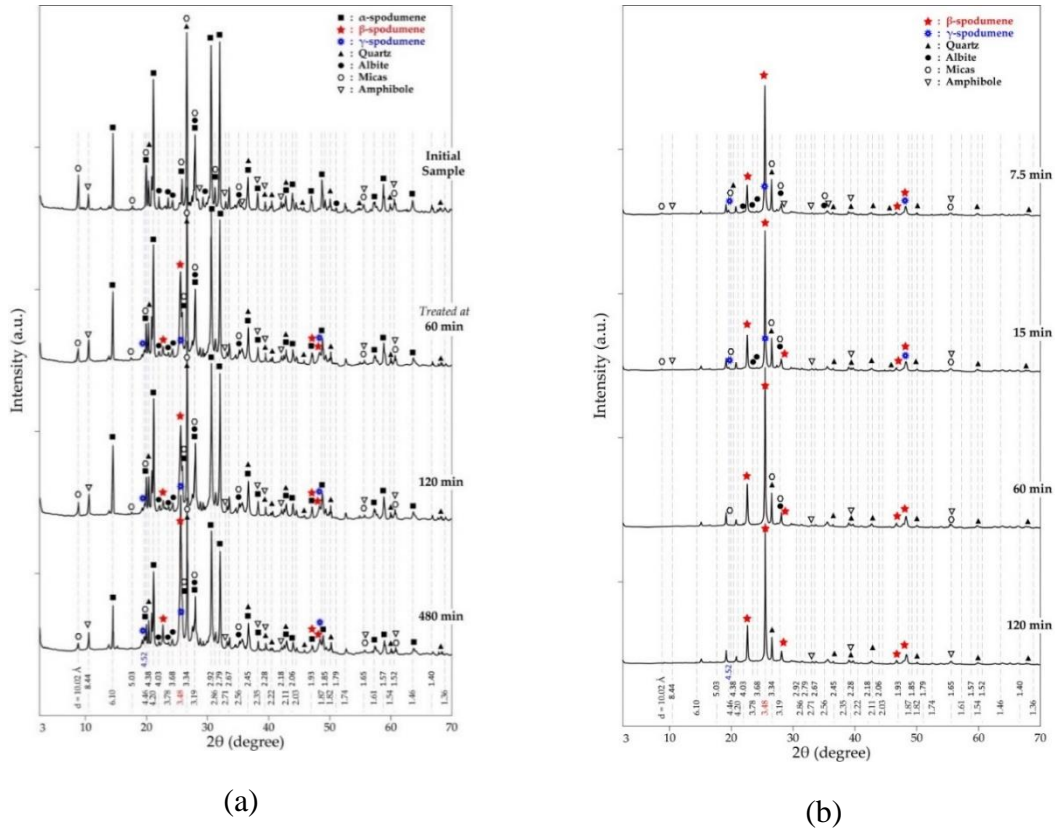 ■ : α-spodumene
★ : β-spodumene
✹ : γ-spodumene
▲ : Quartz
● : Albite
○ : Micas
▽ : Amphibole
Initial
Sample
Treated at
60 min
120 min
480 min
Intensity (a.u.)
d = 10.02 Å
8.44
6.10
5.03
4.52
4.46
4.38
4.20
4.03
3.78
3.68
3.48
3.34
3.19
2.92
2.86
2.79
2.71
2.67
2.56
2.45
2.35
2.28
2.22
2.18
2.11
2.06
2.03
1.93
1.87
1.85
1.82
1.79
1.74
1.65
1.61
1.57
1.54
1.52
1.46
1.40
1.36
3 10 20 30 40 50 60 70
2θ (degree)
(a)
★ : β-spodumene
✹ : γ-spodumene
▲ : Quartz
● : Albite
○ : Micas
▽ : Amphibole
7.5 min
15 min
60 min
120 min
Intensity (a.u.)
d = 10.02 Å
8.44
6.10
5.03
4.52
4.46
4.38
4.20
4.03
3.78
3.68
3.48
3.34
3.19
2.92
2.86
2.79
2.71
2.67
2.56
2.45
2.35
2.28
2.22
2.18
2.11
2.06
2.03
1.93
1.87
1.85
1.82
1.79
1.74
1.65
1.61
1.57
1.54
1.52
1.46
1.40
1.36
3 10 20 30 40 50 60 70
2θ (degree)
(b)